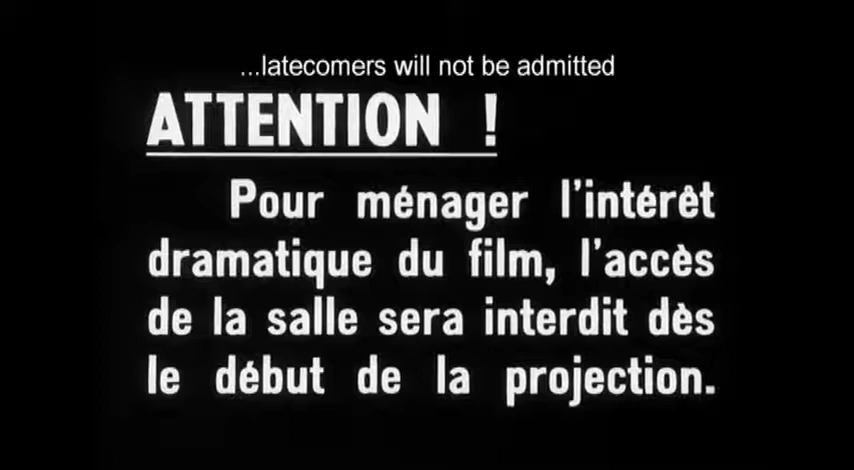 ...latecomers will not be admitted
ATTENTION !
Pour ménager l'intérêt
dramatique du film, l'accès
de la salle sera interdit dès
le début de la projection.